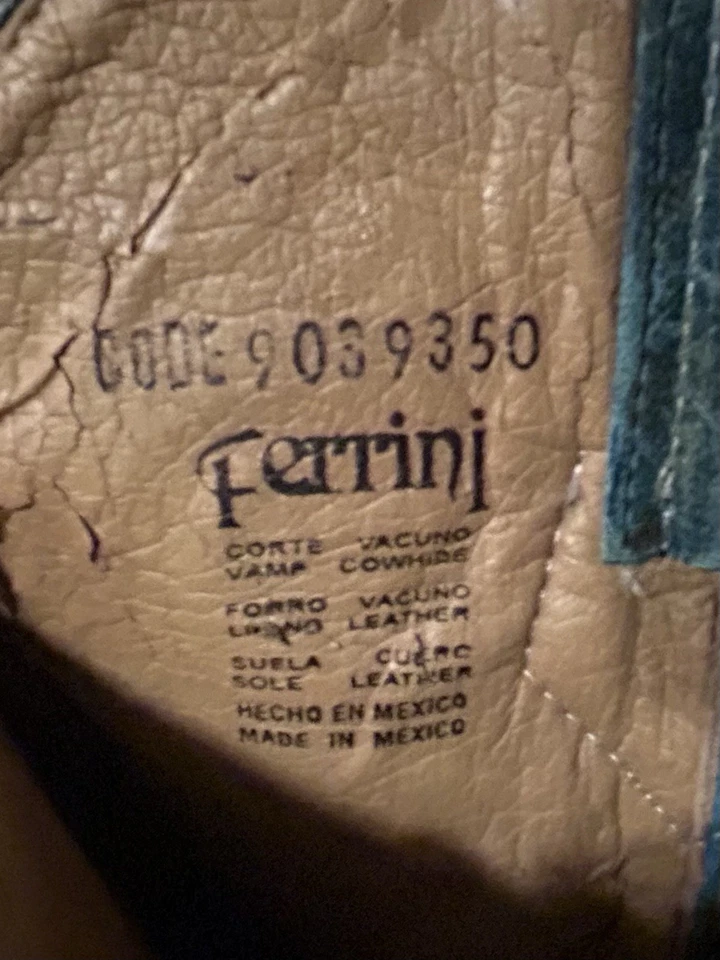 CODE 9039350
Ferrini
CORTE VACUNO
VAMP COWHIDE
FORRO VACUNO
LINING LEATHER
SUELA CUERO
SOLE LEATHER
HECHO EN MEXICO
MADE IN MEXICO